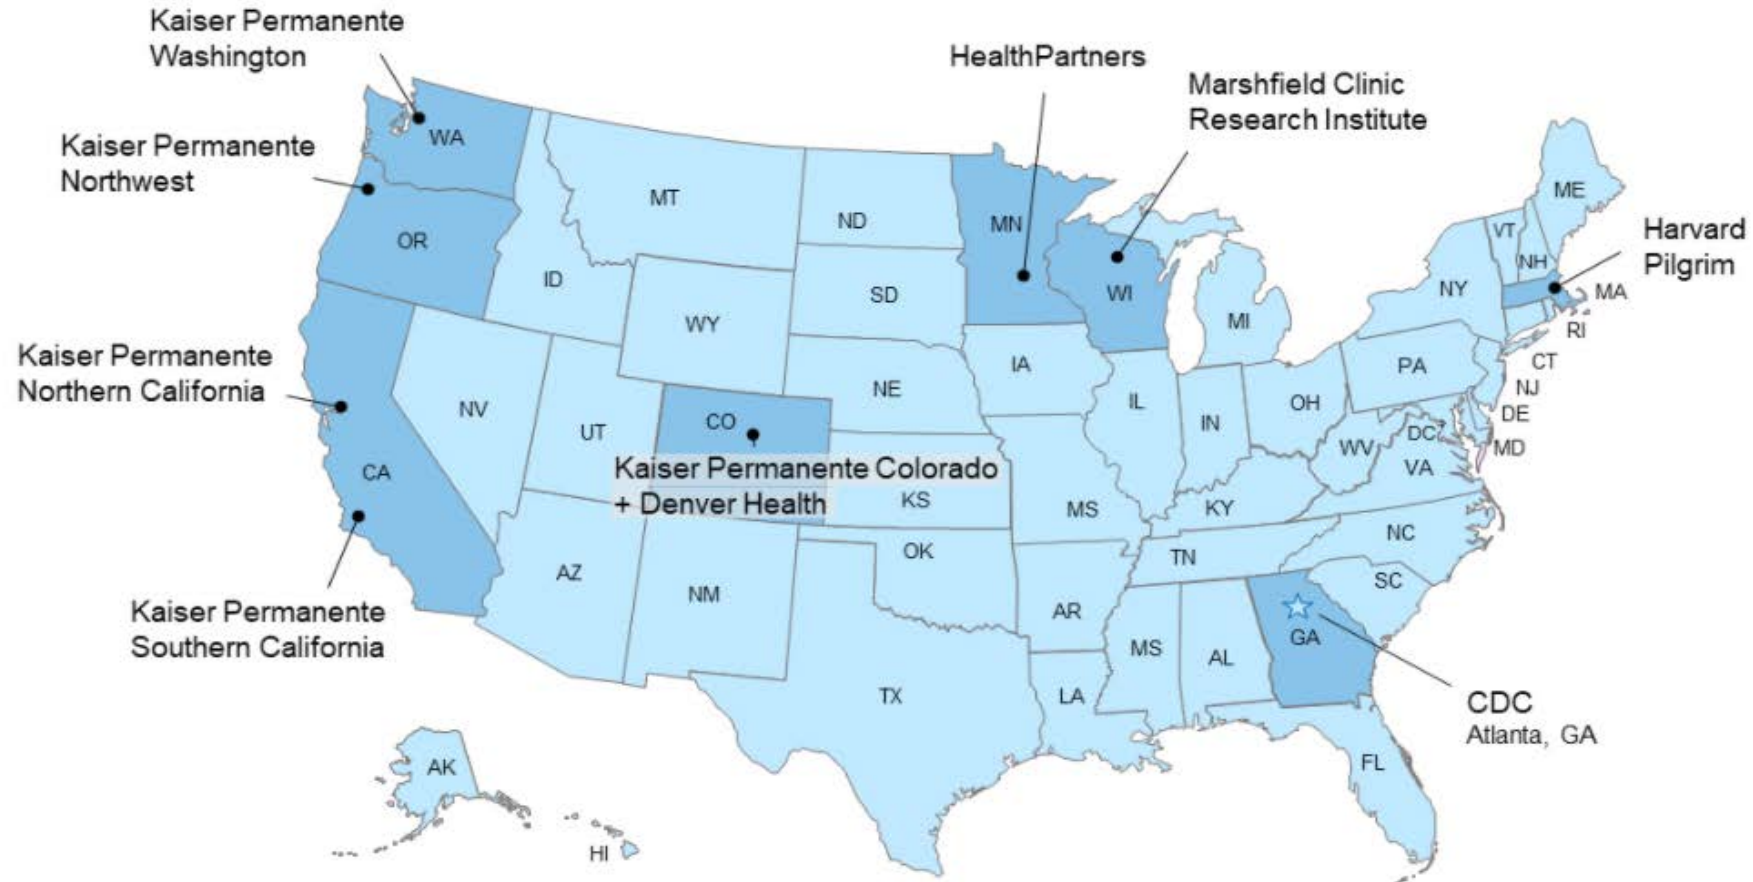 Kaiser Permanente
Washington
HealthPartners
Marshfield Clinic
Research Institute
Kaiser Permanente
Northwest
WA
MT
ND
MN
ME
VT
NH
Harvard
Pilgrim
OR
ID
SD
WI
NY
MA
WY
MI
RI
Kaiser Permanente
Northern California
IA
PA
CT
NJ
NE
NV
UT
CO
IL
IN
OH
DE
WV
DC
MD
VA
CA
Kaiser Permanente Colorado
+ Denver Health
KS
MS
KY
NC
OK
TN
AZ
NM
AR
SC
Kaiser Permanente
Southern California
MS
AL
GA
TX
LA
CDC
Atlanta, GA
FL
AK
HI